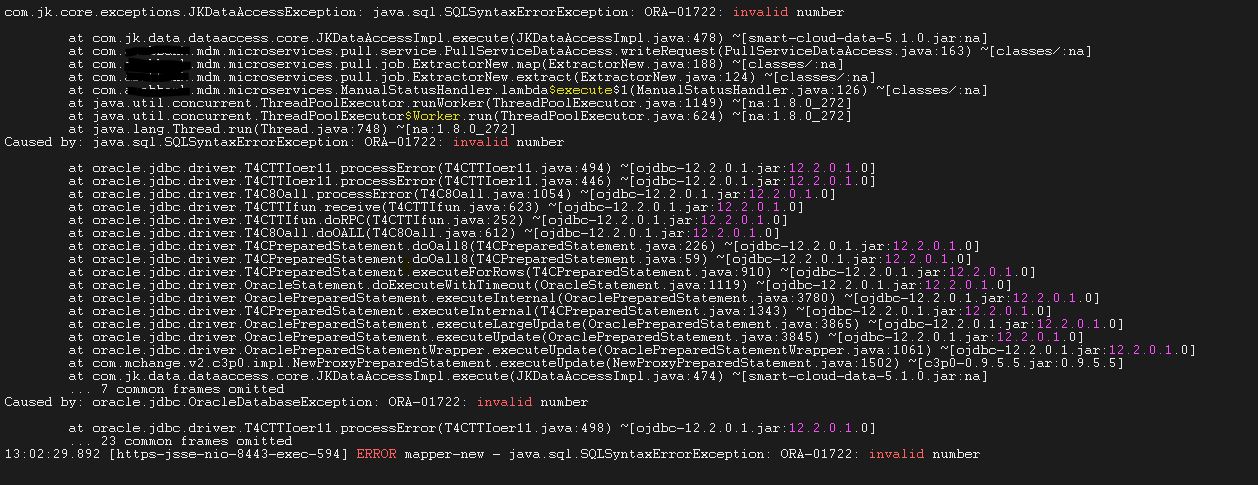 com.jk.core.exceptions.JKDataAccessException: java.sql.SQLSyntaxErrorException: ORA-01722: invalid number
at com.jk.data.dataaccess.core.JKDataAccessImpl.execute(JKDataAccessImpl.java:478) ~[smart-cloud-data-5.1.0.jar:na]
at com. .mdm.microservices.pull.service.PullServiceDataAccess.writeRequest(PullServiceDataAccess.java:163) ~[classes/:na]
at com. .mdm.microservices.pull.job.ExtractorNew.map(ExtractorNew.java:188) ~[classes/:na]
at com. .mdm.microservices.pull.job.ExtractorNew.extract(ExtractorNew.java:124) ~[classes/:na]
at com. .mdm.microservices.ManualStatusHandler.lambda$execute$1(ManualStatusHandler.java:126) ~[classes/:na]
at java.util.concurrent.ThreadPoolExecutor.runWorker(ThreadPoolExecutor.java:1149) ~[na:1.8.0_272]
at java.util.concurrent.ThreadPoolExecutor$Worker.run(ThreadPoolExecutor.java:624) ~[na:1.8.0_272]
at java.lang.Thread.run(Thread.java:748) ~[na:1.8.0_272]
Caused by: java.sql.SQLSyntaxErrorException: ORA-01722: invalid number
at oracle.jdbc.driver.T4CTTIoer11.processError(T4CTTIoer11.java:494) ~[ojdbc-12.2.0.1.jar:12.2.0.1.0]
at oracle.jdbc.driver.T4CTTIoer11.processError(T4CTTIoer11.java:446) ~[ojdbc-12.2.0.1.jar:12.2.0.1.0]
at oracle.jdbc.driver.T4C8Oall.processError(T4C8Oall.java:1054) ~[ojdbc-12.2.0.1.jar:12.2.0.1.0]
at oracle.jdbc.driver.T4CTTIfun.receive(T4CTTIfun.java:623) ~[ojdbc-12.2.0.1.jar:12.2.0.1.0]
at oracle.jdbc.driver.T4CTTIfun.doRPC(T4CTTIfun.java:252) ~[ojdbc-12.2.0.1.jar:12.2.0.1.0]
at oracle.jdbc.driver.T4C8Oall.doOALL(T4C8Oall.java:612) ~[ojdbc-12.2.0.1.jar:12.2.0.1.0]
at oracle.jdbc.driver.T4CPreparedStatement.doOall8(T4CPreparedStatement.java:226) ~[ojdbc-12.2.0.1.jar:12.2.0.1.0]
at oracle.jdbc.driver.T4CPreparedStatement.doOall8(T4CPreparedStatement.java:59) ~[ojdbc-12.2.0.1.jar:12.2.0.1.0]
at oracle.jdbc.driver.T4CPreparedStatement.executeForRows(T4CPreparedStatement.java:910) ~[ojdbc-12.2.0.1.jar:12.2.0.1.0]
at oracle.jdbc.driver.OracleStatement.doExecuteWithTimeout(OracleStatement.java:1119) ~[ojdbc-12.2.0.1.jar:12.2.0.1.0]
at oracle.jdbc.driver.OraclePreparedStatement.executeInternal(OraclePreparedStatement.java:3780) ~[ojdbc-12.2.0.1.jar:12.2.0.1.0]
at oracle.jdbc.driver.T4CPreparedStatement.executeInternal(T4CPreparedStatement.java:1343) ~[ojdbc-12.2.0.1.jar:12.2.0.1.0]
at oracle.jdbc.driver.OraclePreparedStatement.executeLargeUpdate(OraclePreparedStatement.java:3865) ~[ojdbc-12.2.0.1.jar:12.2.0.1.0]
at oracle.jdbc.driver.OraclePreparedStatement.executeUpdate(OraclePreparedStatement.java:3845) ~[ojdbc-12.2.0.1.jar:12.2.0.1.0]
at oracle.jdbc.driver.OraclePreparedStatementWrapper.executeUpdate(OraclePreparedStatementWrapper.java:1061) ~[ojdbc-12.2.0.1.jar:12.2.0.1.0]
at com.mchange.v2.c3p0.impl.NewProxyPreparedStatement.executeUpdate(NewProxyPreparedStatement.java:1502) ~[c3p0-0.9.5.5.jar:0.9.5.5]
at com.jk.data.dataaccess.core.JKDataAccessImpl.execute(JKDataAccessImpl.java:474) ~[smart-cloud-data-5.1.0.jar:na]
... 7 common frames omitted
Caused by: oracle.jdbc.OracleDatabaseException: ORA-01722: invalid number
at oracle.jdbc.driver.T4CTTIoer11.processError(T4CTTIoer11.java:498) ~[ojdbc-12.2.0.1.jar:12.2.0.1.0]
... 23 common frames omitted
13:02:29.892 [https-jsse-nio-8443-exec-594] ERROR mapper-new - java.sql.SQLSyntaxErrorException: ORA-01722: invalid number